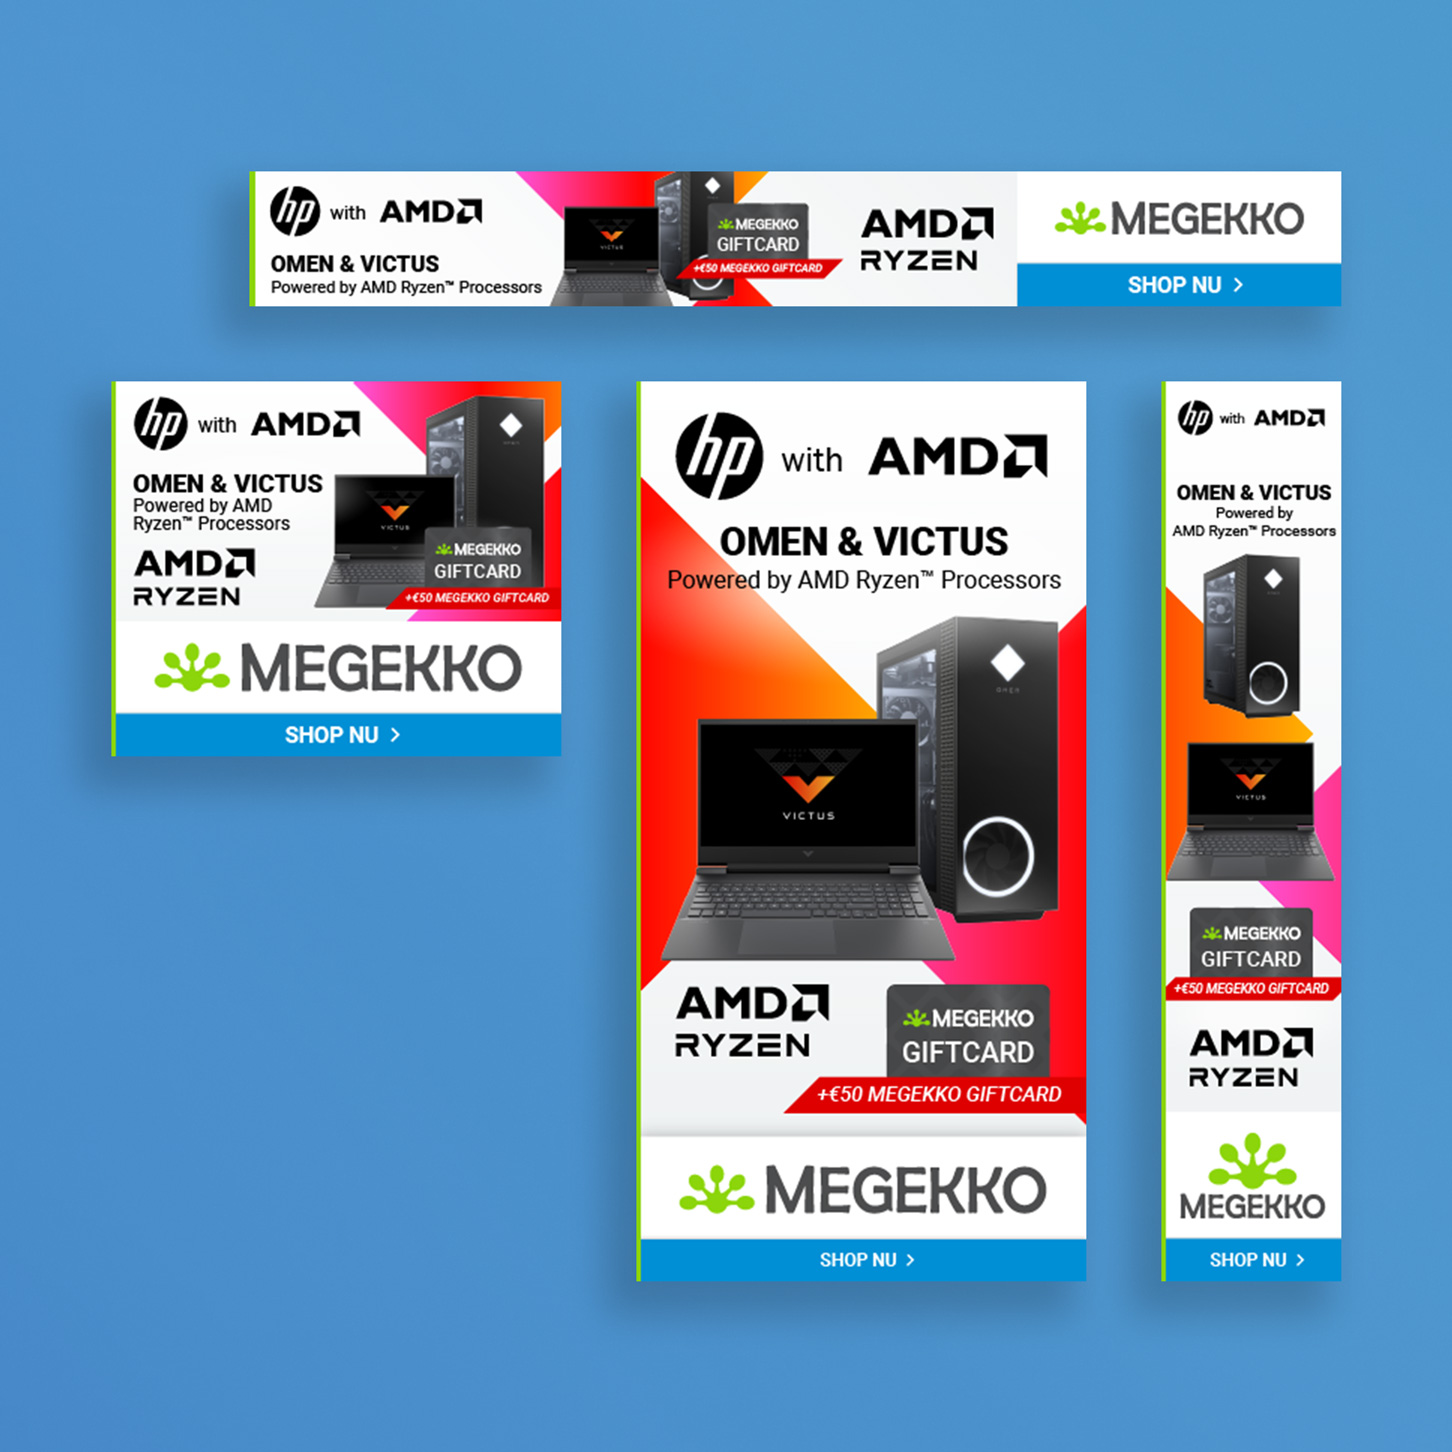 hp with AMD
OMEN & VICTUS
Powered by AMD Ryzen™ Processors
VICTUS
MEGEKKO
GIFTCARD
+€50 MEGEKKO GIFTCARD
AMD
RYZEN
MEGEKKO
SHOP NU >
hp with AMD
OMEN & VICTUS
Powered by AMD
Ryzen™ Processors
AMD
RYZEN
VICTUS
MEGEKKO
GIFTCARD
+€50 MEGEKKO GIFTCARD
MEGEKKO
SHOP NU >
hp with AMD
OMEN & VICTUS
Powered by AMD Ryzen™ Processors
OMEN
VICTUS
AMD
RYZEN
MEGEKKO
GIFTCARD
+€50 MEGEKKO GIFTCARD
MEGEKKO
SHOP NU >
hp with AMD
OMEN & VICTUS
Powered by
AMD Ryzen™ Processors
VICTUS
MEGEKKO
GIFTCARD
+€50 MEGEKKO GIFTCARD
AMD
RYZEN
MEGEKKO
SHOP NU >